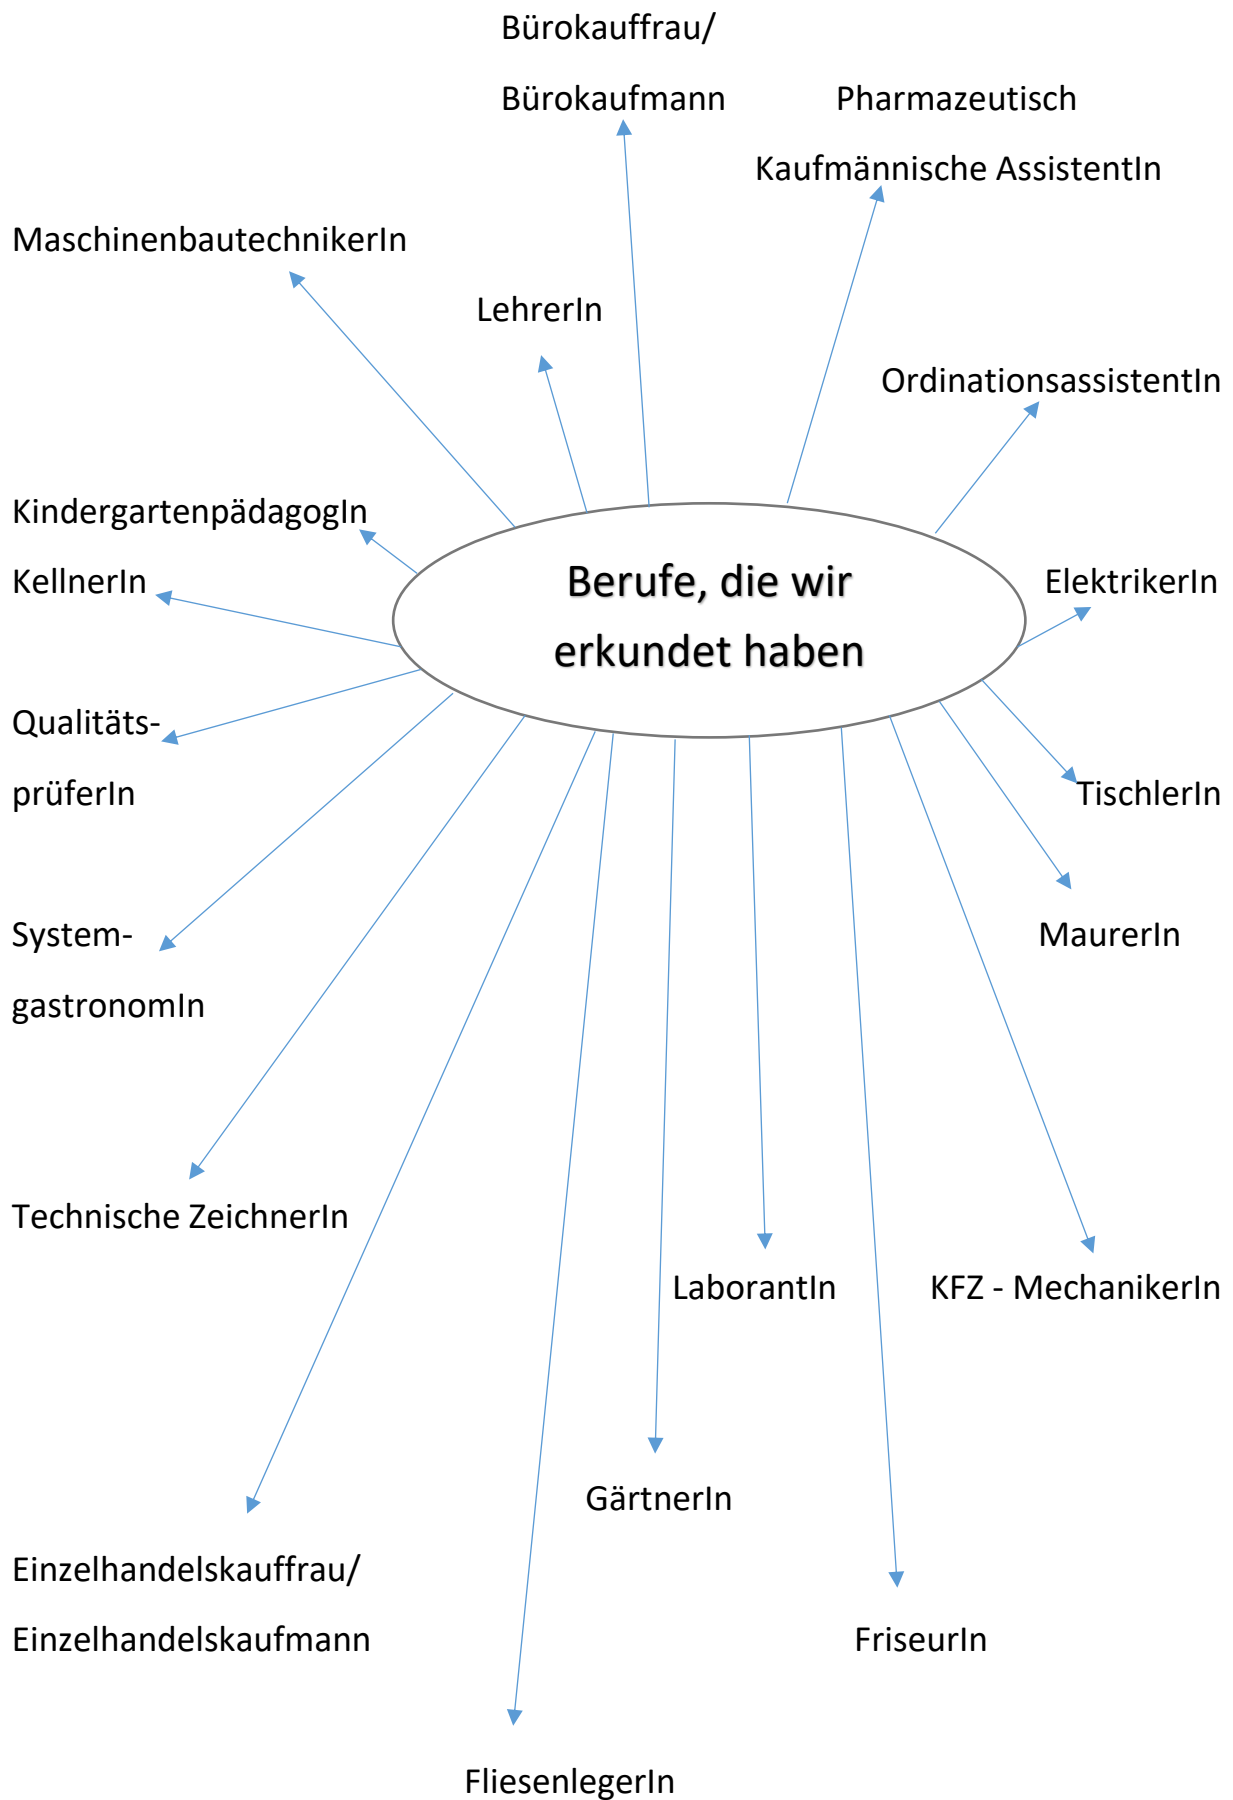 Bürokauffrau/
Bürokaufmann Pharmazeutisch
Kaufmännische AssistentIn
MaschinenbautechnikerIn
LehrerIn
OrdinationsassistentIn
KindergartenpädagogIn
Berufe, die wir
erkundet haben
KellnerIn ElektrikerIn
Qualitäts-
prüferIn TischlerIn
System- MaurerIn
gastronomIn
Technische ZeichnerIn
LaborantIn KFZ - MechanikerIn
GärtnerIn
Einzelhandelskauffrau/
Einzelhandelskaufmann FriseurIn
FliesenlegerIn